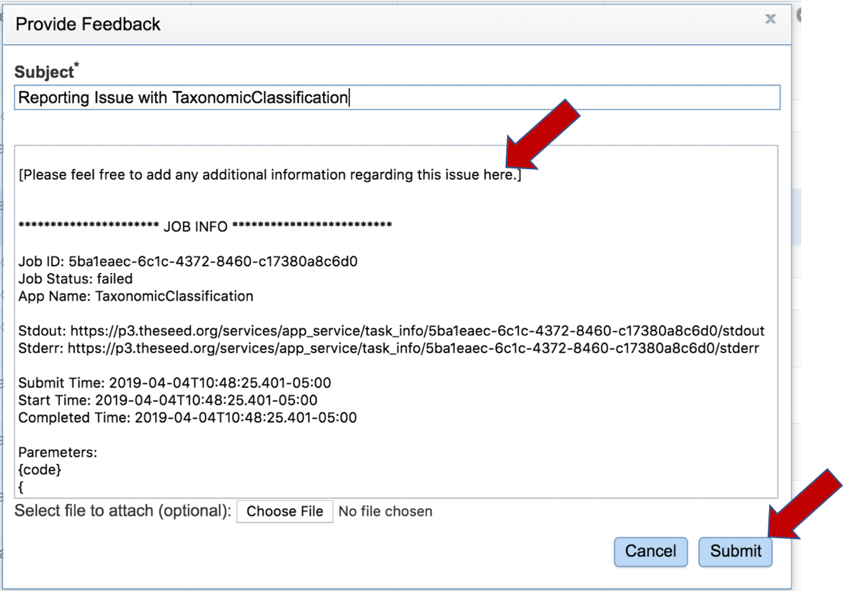 Provide Feedback
x
Subject*
Reporting Issue with TaxonomicClassification
[Please feel free to add any additional information regarding this issue here.]
********************** JOB INFO *************************
Job ID: 5ba1eaec-6c1c-4372-8460-c17380a8c6d0
Job Status: failed
App Name: TaxonomicClassification
Stdout: https://p3.theseed.org/services/app_service/task_info/5ba1eaec-6c1c-4372-8460-c17380a8c6d0/stdout
Stderr: https://p3.theseed.org/services/app_service/task_info/5ba1eaec-6c1c-4372-8460-c17380a8c6d0/stderr
Submit Time: 2019-04-04T10:48:25.401-05:00
Start Time: 2019-04-04T10:48:25.401-05:00
Completed Time: 2019-04-04T10:48:25.401-05:00
Paremeters:
{code}
{
Select file to attach (optional): Choose File No file chosen
Cancel Submit